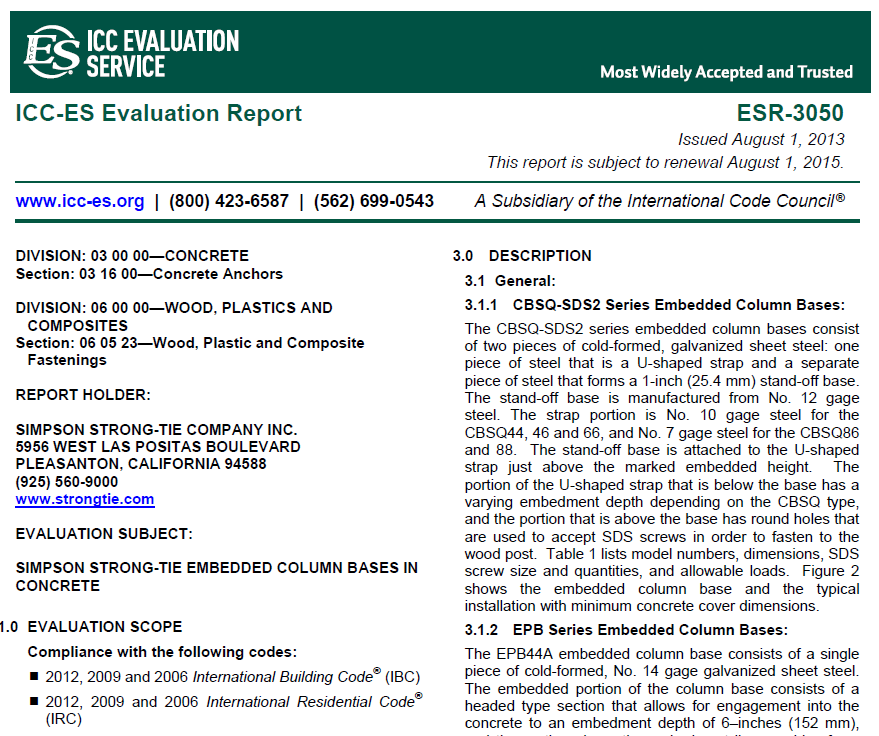 ICC EVALUATION
SERVICE
Most Widely Accepted and Trusted
ICC-ES Evaluation Report
ESR-3050
Issued August 1, 2013
This report is subject to renewal August 1, 2015.
www.icc-es.org | (800) 423-6587 | (562) 699-0543
A Subsidiary of the International Code Council®
DIVISION: 03 00 00—CONCRETE
Section: 03 16 00—Concrete Anchors
DIVISION: 06 00 00—WOOD, PLASTICS AND
COMPOSITES
Section: 06 05 23—Wood, Plastic and Composite
Fastenings
REPORT HOLDER:
SIMPSON STRONG-TIE COMPANY INC.
5956 WEST LAS POSITAS BOULEVARD
PLEASANTON, CALIFORNIA 94588
(925) 560-9000
www.strongtie.com
EVALUATION SUBJECT:
SIMPSON STRONG-TIE EMBEDDED COLUMN BASES IN
CONCRETE
1.0 EVALUATION SCOPE
Compliance with the following codes:
■ 2012, 2009 and 2006 International Building Code® (IBC)
■ 2012, 2009 and 2006 International Residential Code®
(IRC)
3.0 DESCRIPTION
3.1 General:
3.1.1 CBSQ-SDS2 Series Embedded Column Bases:
The CBSQ-SDS2 series embedded column bases consist
of two pieces of cold-formed, galvanized sheet steel: one
piece of steel that is a U-shaped strap and a separate
piece of steel that forms a 1-inch (25.4 mm) stand-off base.
The stand-off base is manufactured from No. 12 gage
steel. The strap portion is No. 10 gage steel for the
CBSQ44, 46 and 66, and No. 7 gage steel for the CBSQ86
and 88. The stand-off base is attached to the U-shaped
strap just above the marked embedded height. The
portion of the U-shaped strap that is below the base has a
varying embedment depth depending on the CBSQ type,
and the portion that is above the base has round holes that
are used to accept SDS screws in order to fasten to the
wood post. Table 1 lists model numbers, dimensions, SDS
screw size and quantities, and allowable loads. Figure 2
shows the embedded column base and the typical
installation with minimum concrete cover dimensions.
3.1.2 EPB Series Embedded Column Bases:
The EPB44A embedded column base consists of a single
piece of cold-formed, No. 14 gage galvanized sheet steel.
The embedded portion of the column base consists of a
headed type section that allows for engagement into the
concrete to an embedment depth of 6–inches (152 mm),